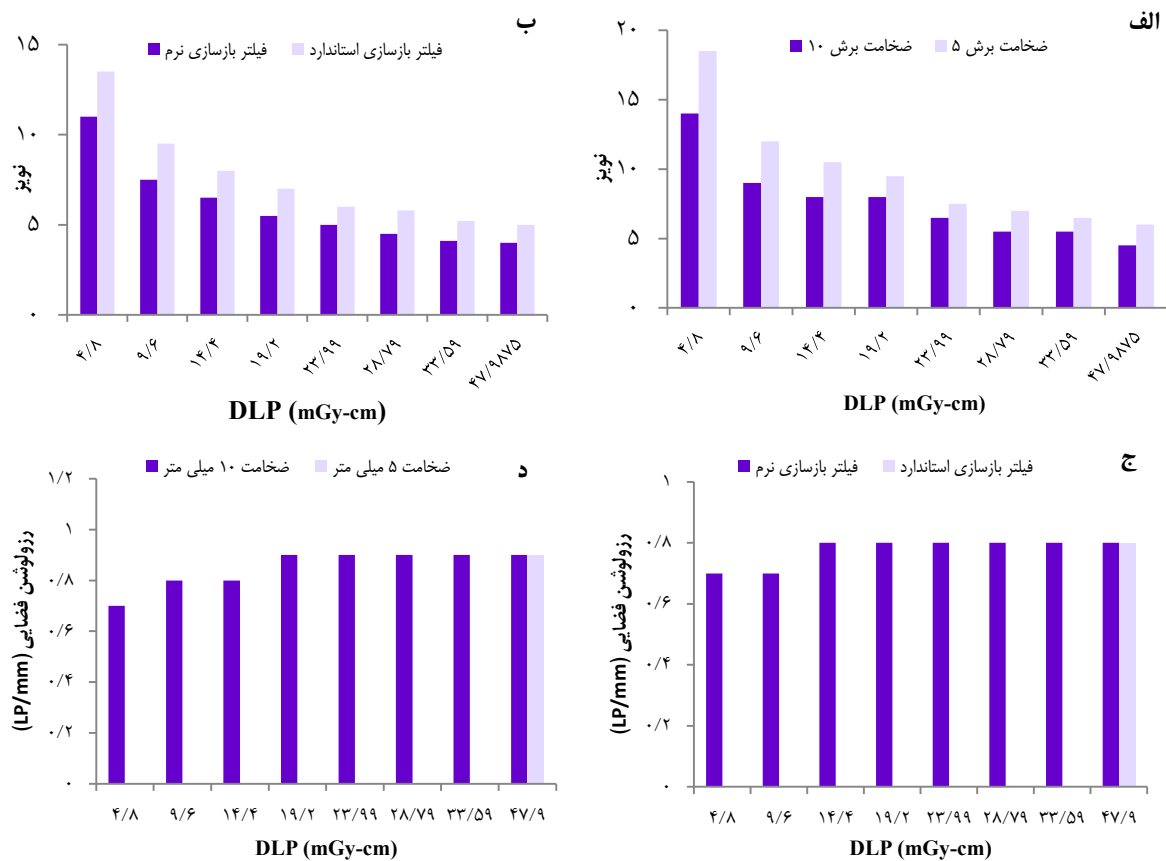 الف
ضخامت برش ۱۰ ضخامت برش ۵
۲۰
۱۵
۱۰
۵
۰
نویز
۴/۸ ۹/۶ ۱۴/۴ ۱۹/۲ ۲۳/۹۹ ۲۸/۷۹ ۳۳/۵۹ ۴۷/۹۸۷۵
DLP (mGy-cm)
ب
فیلتر بازسازی نرم فیلتر بازسازی استاندارد
۱۵
۱۰
۵
۰
نویز
۴/۸ ۹/۶ ۱۴/۴ ۱۹/۲ ۲۳/۹۹ ۲۸/۷۹ ۳۳/۵۹ ۴۷/۹۸۷۵
DLP (mGy-cm)
ج
فیلتر بازسازی نرم فیلتر بازسازی استاندارد
۱
۰/۸
۰/۶
۰/۴
۰/۲
۰
رزولوشن فضایی (LP/mm)
۴/۸ ۹/۶ ۱۴/۴ ۱۹/۲ ۲۳/۹۹ ۲۸/۷۹ ۳۳/۵۹ ۴۷/۹
DLP (mGy-cm)
د
ضخامت ۱۰ میلی متر ضخامت ۵ میلی متر
۱/۲
۱
۰/۸
۰/۶
۰/۴
۰/۲
۰
رزولوشن فضایی (LP/mm)
۴/۸ ۹/۶ ۱۴/۴ ۱۹/۲ ۲۳/۹۹ ۲۸/۷۹ ۳۳/۵۹ ۴۷/۹
DLP (mGy-cm)